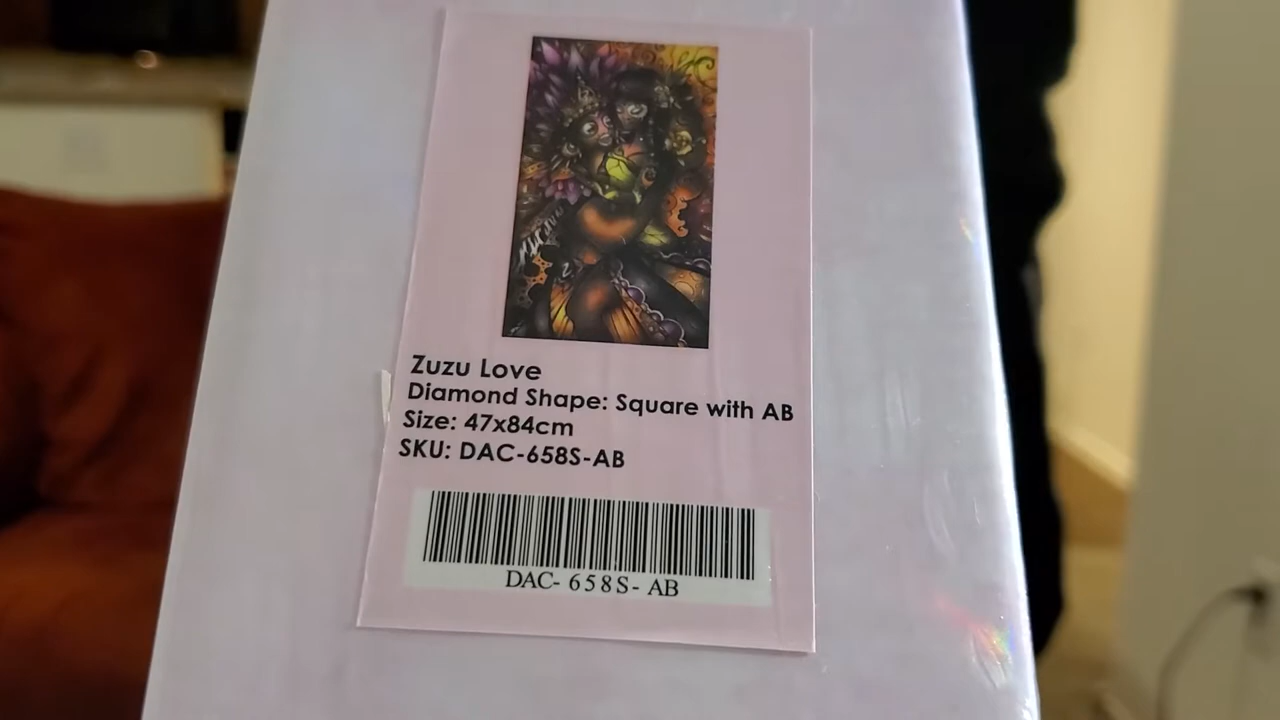 Zuzu Love
Diamond Shape: Square with AB
Size: 47x84cm
SKU: DAC-658S-AB
DAC- 658S- AB